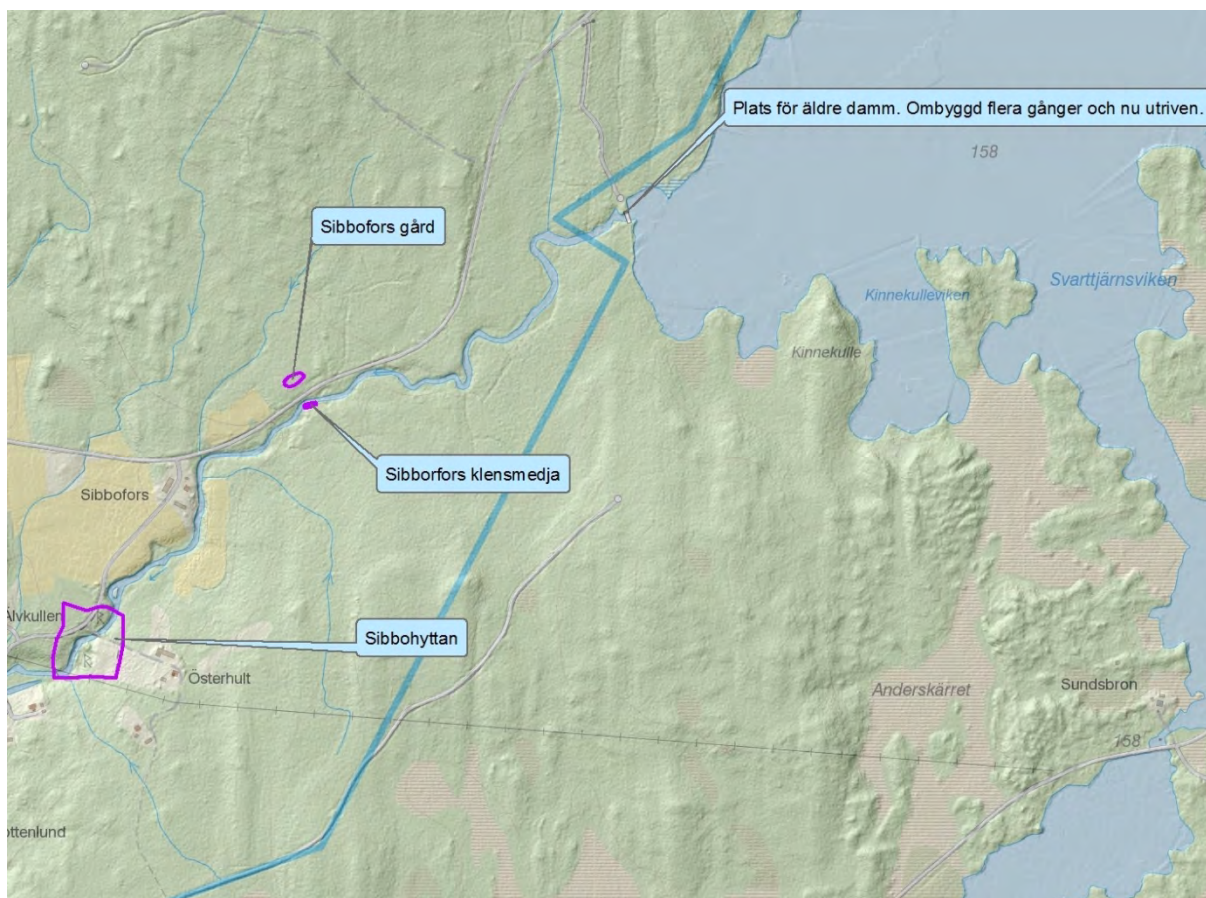 Plats för äldre damm. Ombyggd flera gånger och nu utriven.
158
Sibbofors gård
Svarttjärnsviken
Kinnekulleviken
Kinnekulle
Sibborfors klensmedja
Sibbofors
Älvkullen
Sibbohyttan
Österhult
Anderskärret
Sundsbron
158
ottenlund